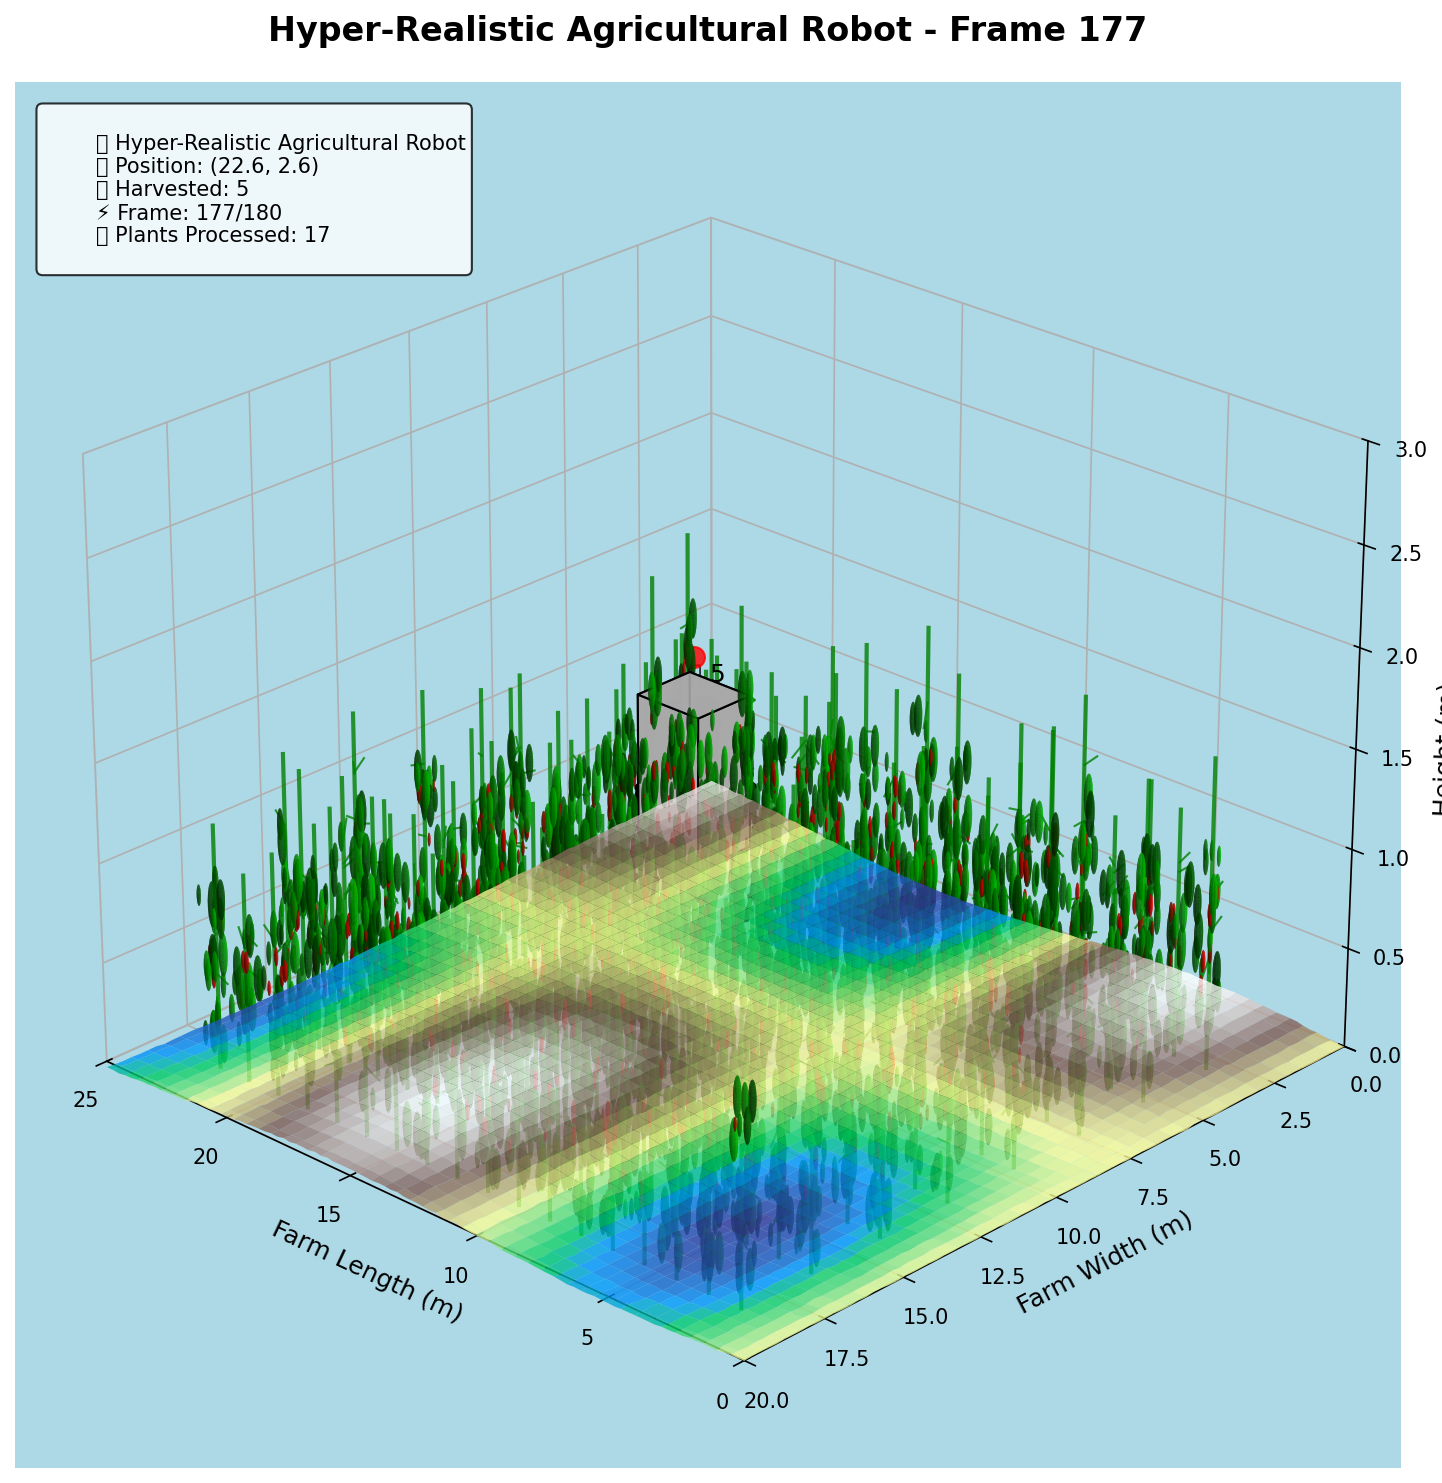 Hyper-Realistic Agricultural Robot - Frame 177
Hyper-Realistic Agricultural Robot
Position: (22.6, 2.6)
Harvested: 5
⚡ Frame: 177/180
Plants Processed: 17
5
3.0
2.5
2.0
1.5
1.0
0.5
0.0
Height (m)
25
20
15
10
5
0
Farm Length (m)
0.0
2.5
5.0
7.5
10.0
12.5
15.0
17.5
20.0
Farm Width (m)